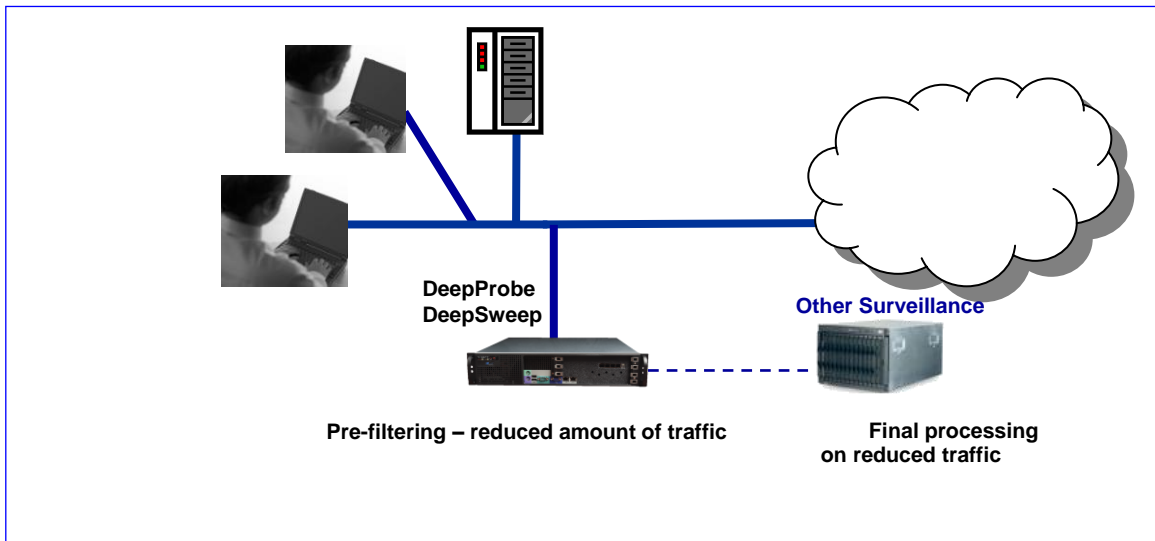 DeepProbe
DeepSweep
Other Surveillance
Pre-filtering – reduced amount of traffic
Final processing
on reduced traffic